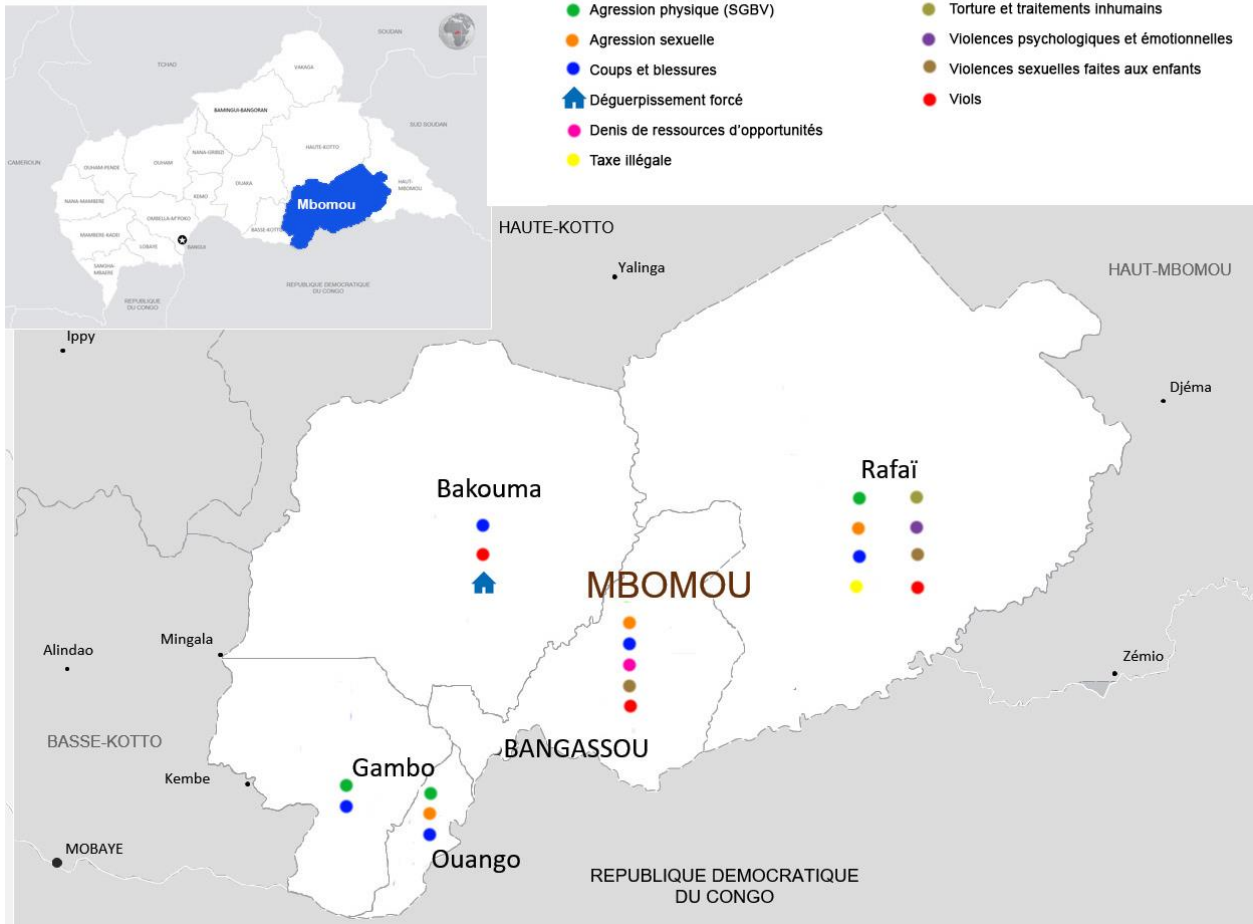 SOUDAN
TCHAD
VAKAGA
BAMINGUI-BANGORAN
SUD SOUDAN
CAMEROUN
OUHAM-PENDE
OUHAM
NANA-GRIBIZI
HAUTE-KOTTO
HAUT-
MBOMOU
NANA-MAMBERE
KEMO
OUAKA
Mbomou
OMBELLA-M'POKO
BASSE-KOTTO
MAMBERE-KADEI
LOBAYE
BANGUI
SANGHA-
MBAERE
REPUBLIQUE
DU CONGO
REPUBLIQUE DEMOCRATIQUE
DU CONGO
Agression physique (SGBV)
Agression sexuelle
Coups et blessures
Déguerpissement forcé
Denis de ressources d'opportunités
Taxe illégale
Torture et traitements inhumains
Violences psychologiques et émotionnelles
Violences sexuelles faites aux enfants
Viols
HAUTE-KOTTO
Yalinga
HAUT-MBOMOU
Ippy
Djéma
Rafaï
Bakouma
MBOMOU
Mingala
Alindao
Zémio
BASSE-KOTTO
BANGASSOU
Gambo
Kembe
MOBAYE
Ouango
REPUBLIQUE DEMOCRATIQUE
DU CONGO